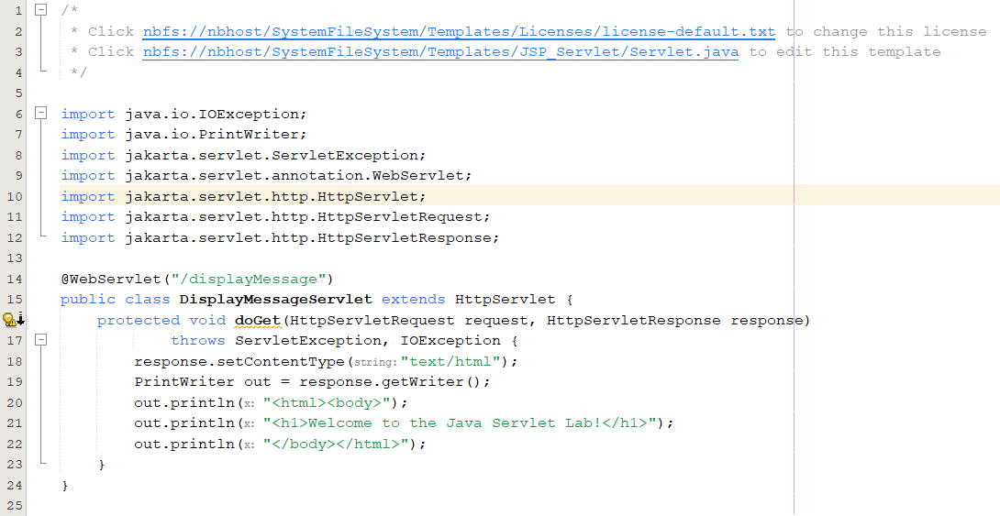 1 /*
2  * Click nbfs://nbhost/SystemFileSystem/Templates/Licenses/license-default.txt to change this license
3  * Click nbfs://nbhost/SystemFileSystem/Templates/JSP_Servlet/Servlet.java to edit this template
4  */
5
6 import java.io.IOException;
7 import java.io.PrintWriter;
8 import jakarta.servlet.ServletException;
9 import jakarta.servlet.annotation.WebServlet;
10 import jakarta.servlet.http.HttpServlet;
11 import jakarta.servlet.http.HttpServletRequest;
12 import jakarta.servlet.http.HttpServletResponse;
13
14 @WebServlet("/displayMessage")
15 public class DisplayMessageServlet extends HttpServlet {
    protected void doGet(HttpServletRequest request, HttpServletResponse response)
17             throws ServletException, IOException {
18         response.setContentType(string: "text/html");
19         PrintWriter out = response.getWriter();
20         out.println(x: "<html><body>");
21         out.println(x: "<h1>Welcome to the Java Servlet Lab!</h1>");
22         out.println(x: "</body></html>");
23     }
24 }
25